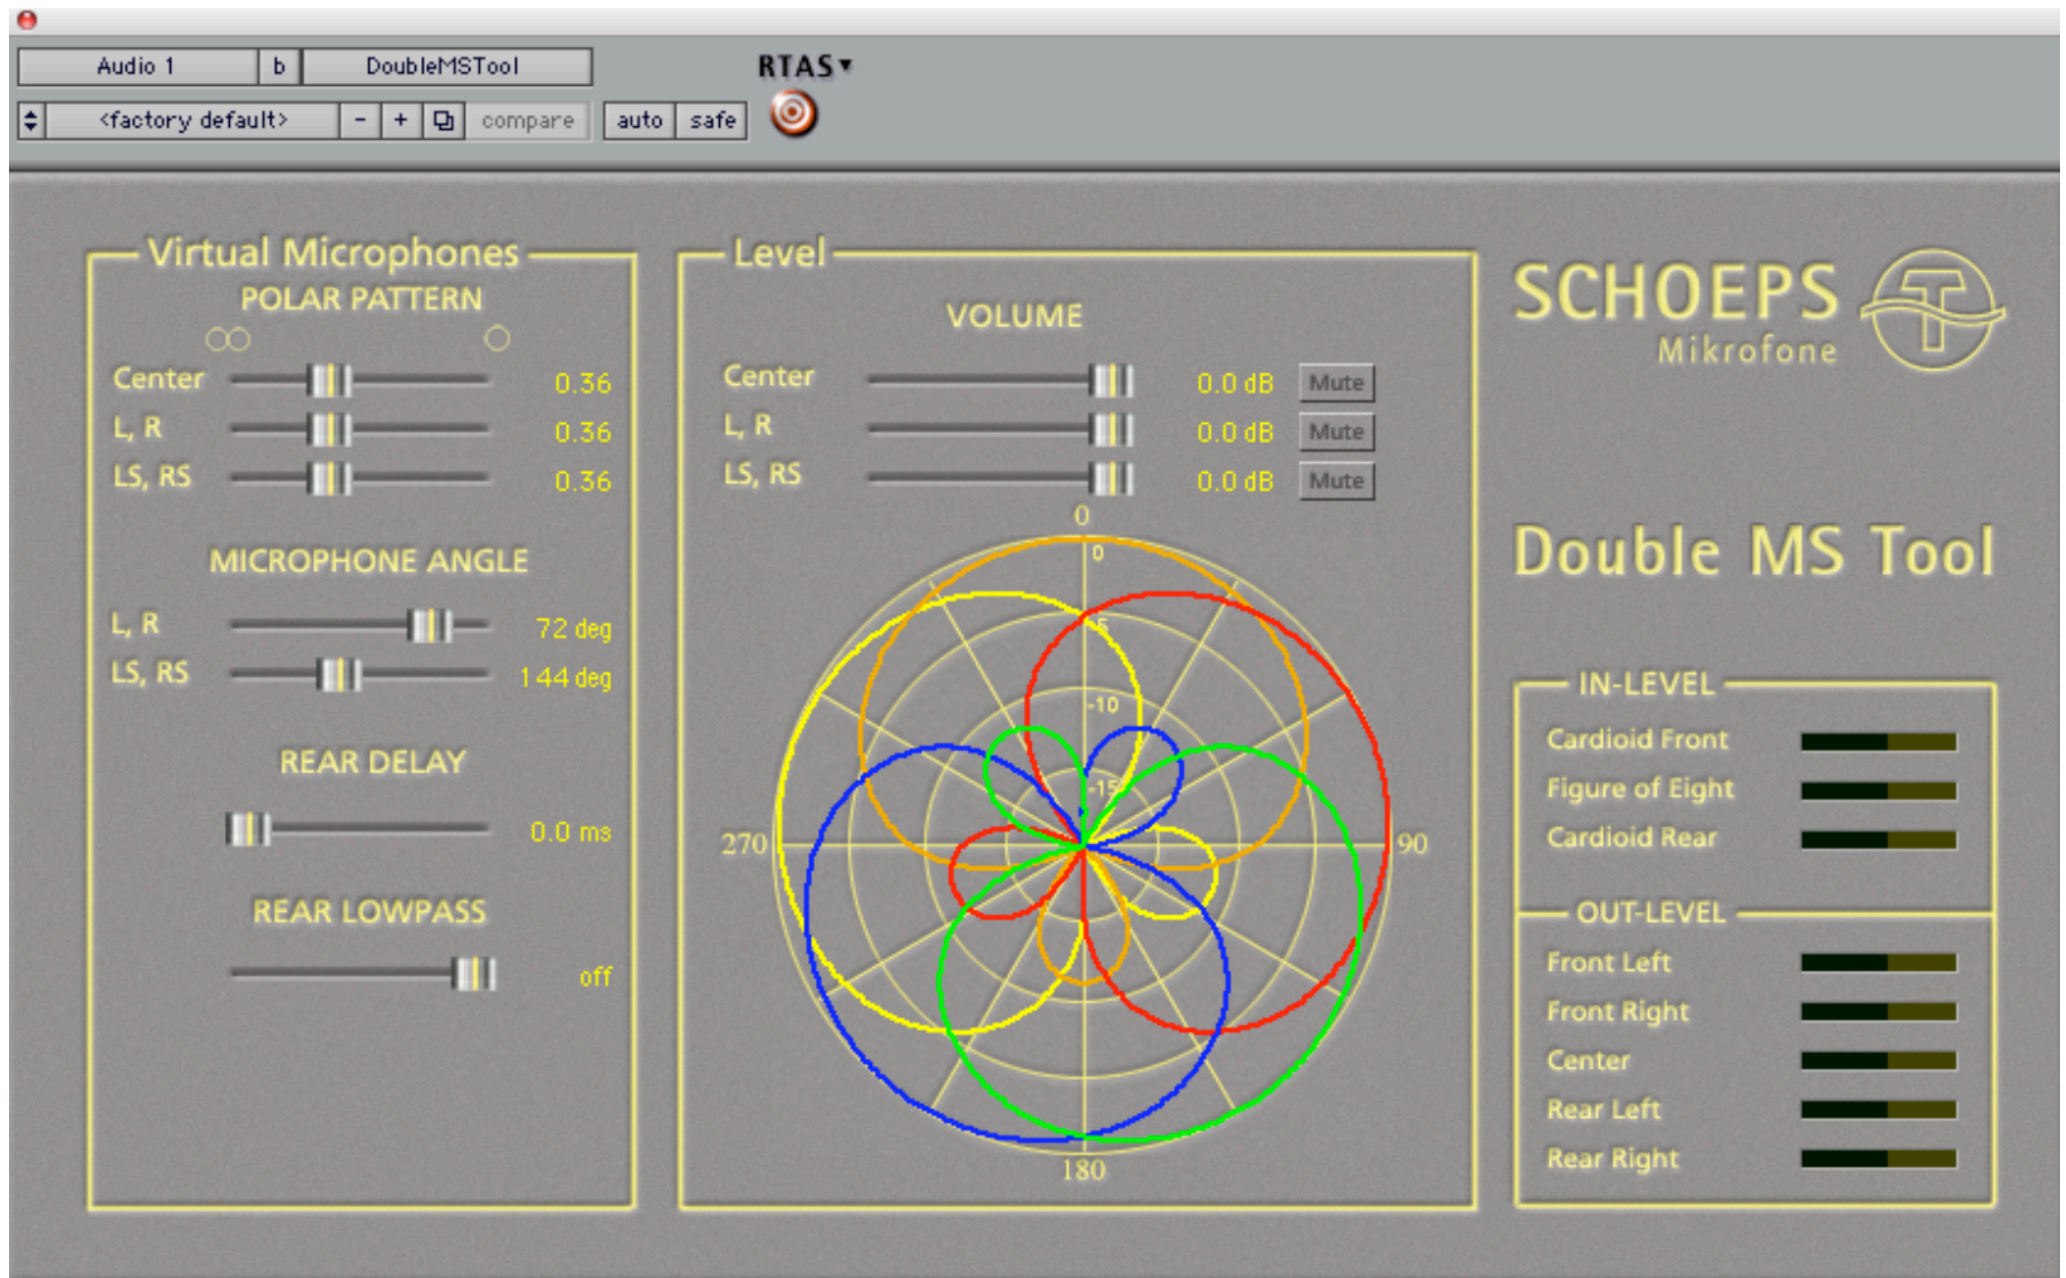 Audio 1 b DoubleMSTool RTAS
<factory default> - + compare auto safe
Virtual Microphones
POLAR PATTERN
Center 0.36
L, R 0.36
LS, RS 0.36
MICROPHONE ANGLE
L, R 72 deg
LS, RS 144 deg
REAR DELAY
0.0 ms
REAR LOWPASS
off
Level
VOLUME
Center 0.0 dB Mute
L, R 0.0 dB Mute
LS, RS 0.0 dB Mute
0
0
-5
-10
-15
270
90
180
SCHOEPS
Mikrofone
Double MS Tool
IN-LEVEL
Cardioid Front
Figure of Eight
Cardioid Rear
OUT-LEVEL
Front Left
Front Right
Center
Rear Left
Rear Right